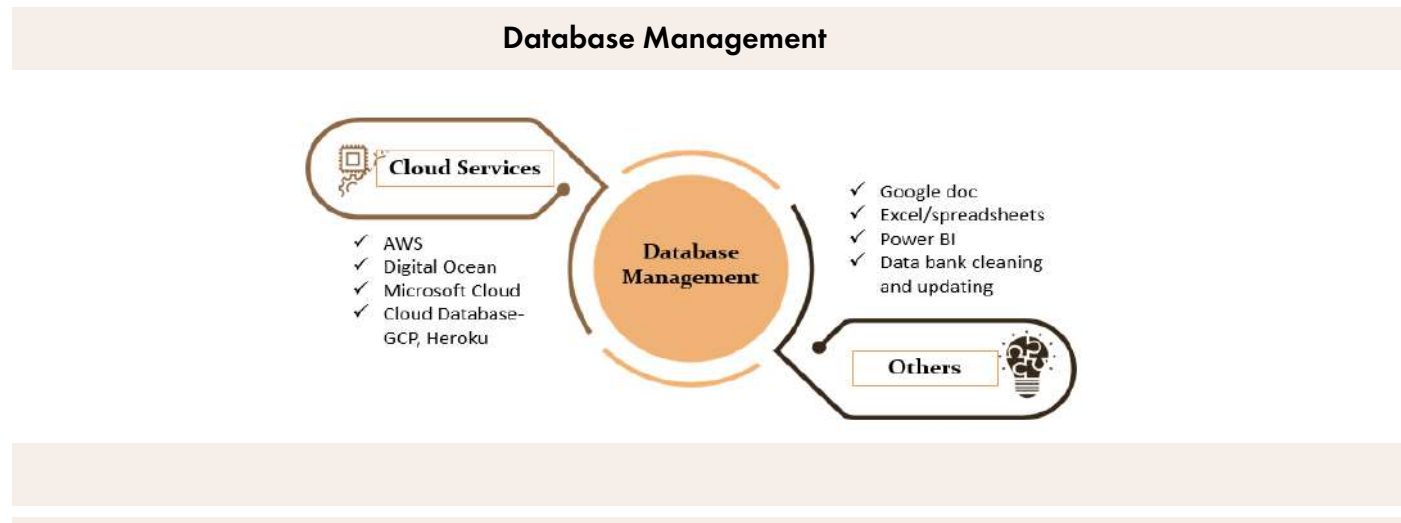 Database Management
Cloud Services
✓ AWS
✓ Digital Ocean
✓ Microsoft Cloud
✓ Cloud Database-
GCP, Heroku
Database
Management
✓ Google doc
✓ Excel/spreadsheets
✓ Power BI
✓ Data bank cleaning
and updating
Others